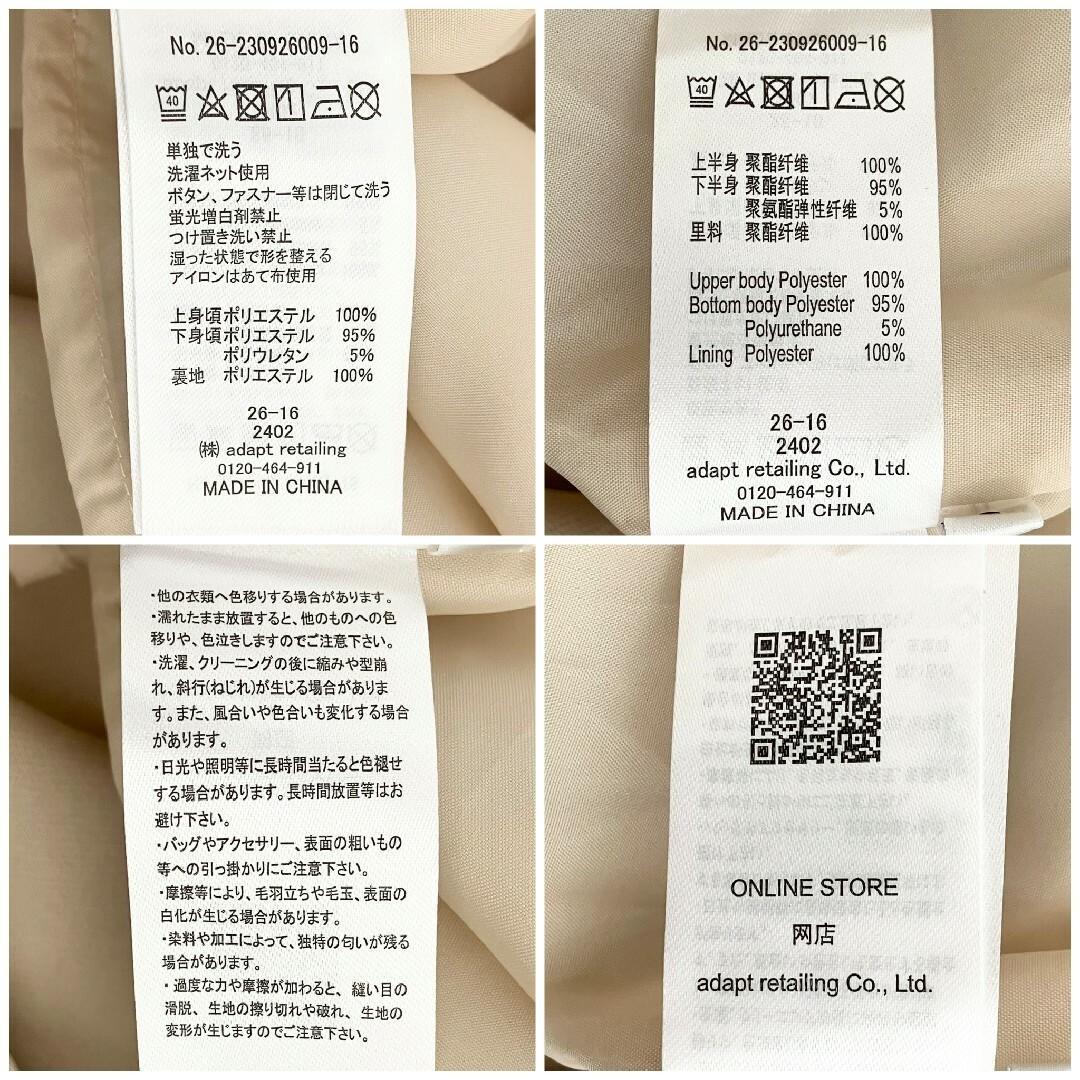 No. 26-230926009-16
40
単独で洗う
洗濯ネット使用
ボタン、ファスナー等は閉じて洗う
蛍光増白剤禁止
つけ置き洗い禁止
湿った状態で形を整える
アイロンはあて布使用
上身頃 ポリエステル 100%
下身頃 ポリエステル 95%
ポリウレタン 5%
裏地 ポリエステル 100%
26-16
2402
㈱ adapt retailing
0120-464-911
MADE IN CHINA
No. 26-230926009-16
40
上半身 聚酯纤维 100%
下半身 聚酯纤维 95%
聚氨酯弹性纤维 5%
里料 聚酯纤维 100%
Upper body Polyester 100%
Bottom body Polyester 95%
Polyurethane 5%
Lining Polyester 100%
26-16
2402
adapt retailing Co., Ltd.
0120-464-911
MADE IN CHINA
・他の衣類へ色移りする場合があります。
・濡れたまま放置すると、他のものへの色
移りや、色泣きしますのでご注意下さい。
・洗濯、クリーニングの後に縮みや型崩
れ、斜行(ねじれ)が生じる場合がありま
す。また、風合いや色合いも変化する場合
があります。
・日光や照明等に長時間当たると色褪せ
する場合があります。長時間放置等はお
避け下さい。
・バッグやアクセサリー、表面の粗いもの
等への引っ掛かりにご注意下さい。
・摩擦等により、毛羽立ちや毛玉、表面の
白化が生じる場合があります。
・染料や加工によって、独特の匂いが残る
場合があります。
・過度な力や摩擦が加わると、縫い目の
滑脱、生地の擦り切れや破れ、生地の
変形が生じますのでご注意下さい。
ONLINE STORE
网店
adapt retailing Co., Ltd.